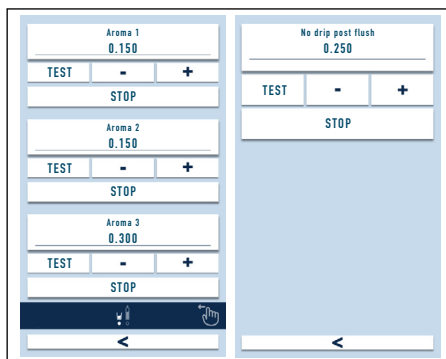 Aroma 1
0.150
TEST - +
STOP
Aroma 2
0.150
TEST - +
STOP
Aroma 3
0.300
TEST - +
STOP
<
No drip post flush
0.250
TEST - +
STOP
<